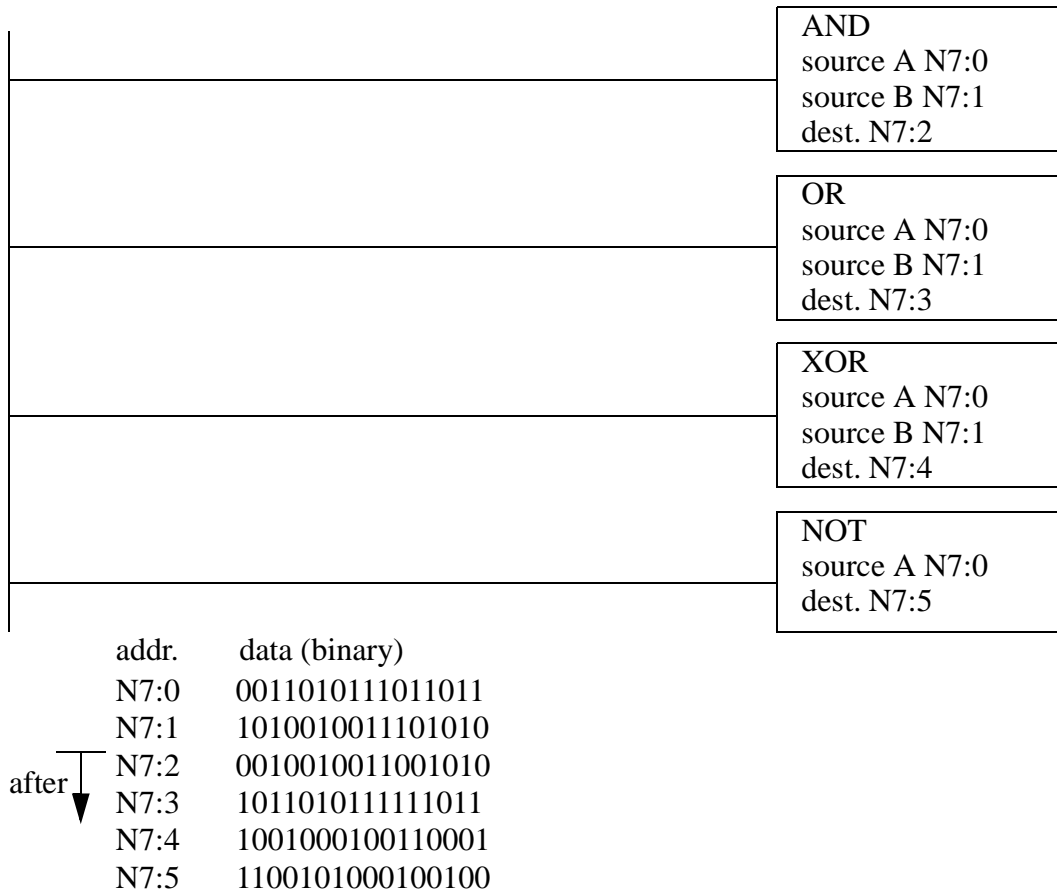 AND
source A N7:0
source B N7:1
dest. N7:2
OR
source A N7:0
source B N7:1
dest. N7:3
XOR
source A N7:0
source B N7:1
dest. N7:4
NOT
source A N7:0
dest. N7:5
addr. data (binary)
N7:0 0011010111011011
N7:1 1010010011101010
after
N7:2 0010010011001010
N7:3 1011010111111011
N7:4 1001000100110001
N7:5 1100101000100100